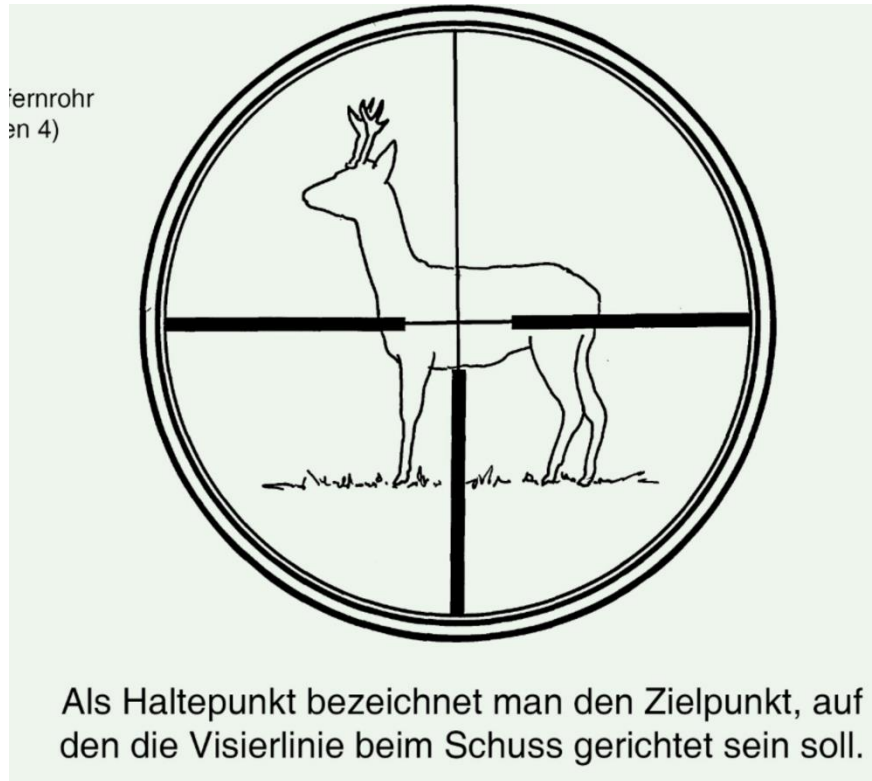 fernrohr
en 4)
Als Haltepunkt bezeichnet man den Zielpunkt, auf
den die Visierlinie beim Schuss gerichtet sein soll.